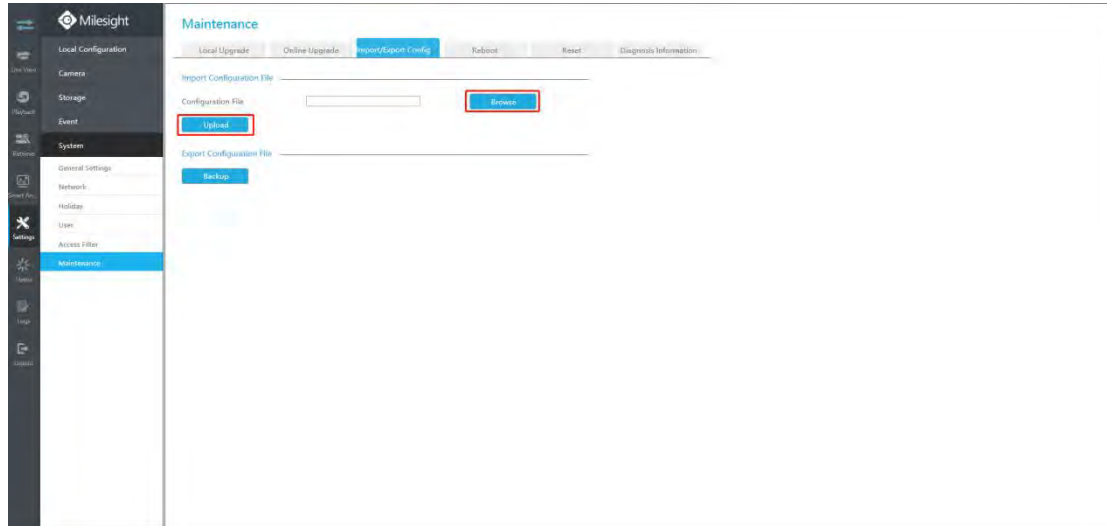 Milesight
Local Configuration
Camera
Storage
Event
System
General Settings
Network
Holiday
User
Access Filter
Maintenance
Live View
Playback
Retrieve
Settings
Status
Logs
Logout
Maintenance
Local Upgrade
Online Upgrade
Import/Export Config
Reboot
Reset
Diagnosis Information
Import Configuration File
Configuration File
Browse
Upload
Export Configuration File
Backup